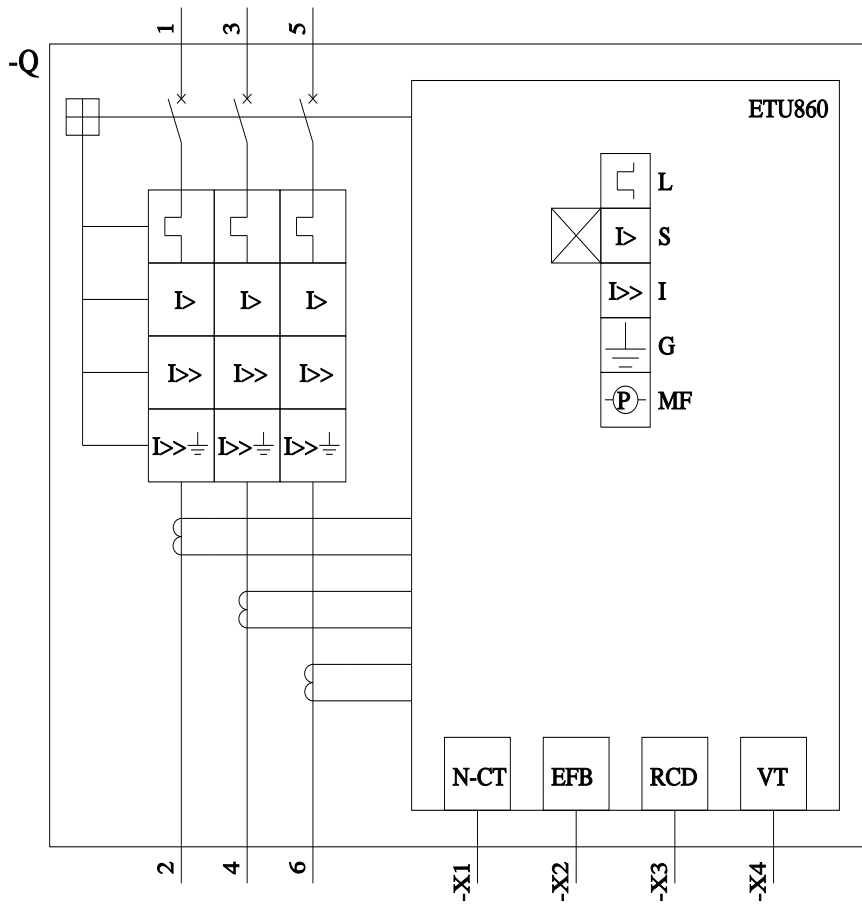 1 3 5
-Q
ETU860
L
I> S
I>> I
G
P MF
I> I> I>
I>> I>> I>>
I>> I>> I>>
N-CT EFB RCD VT
2 4 6 -X1 -X2 -X3 -X4